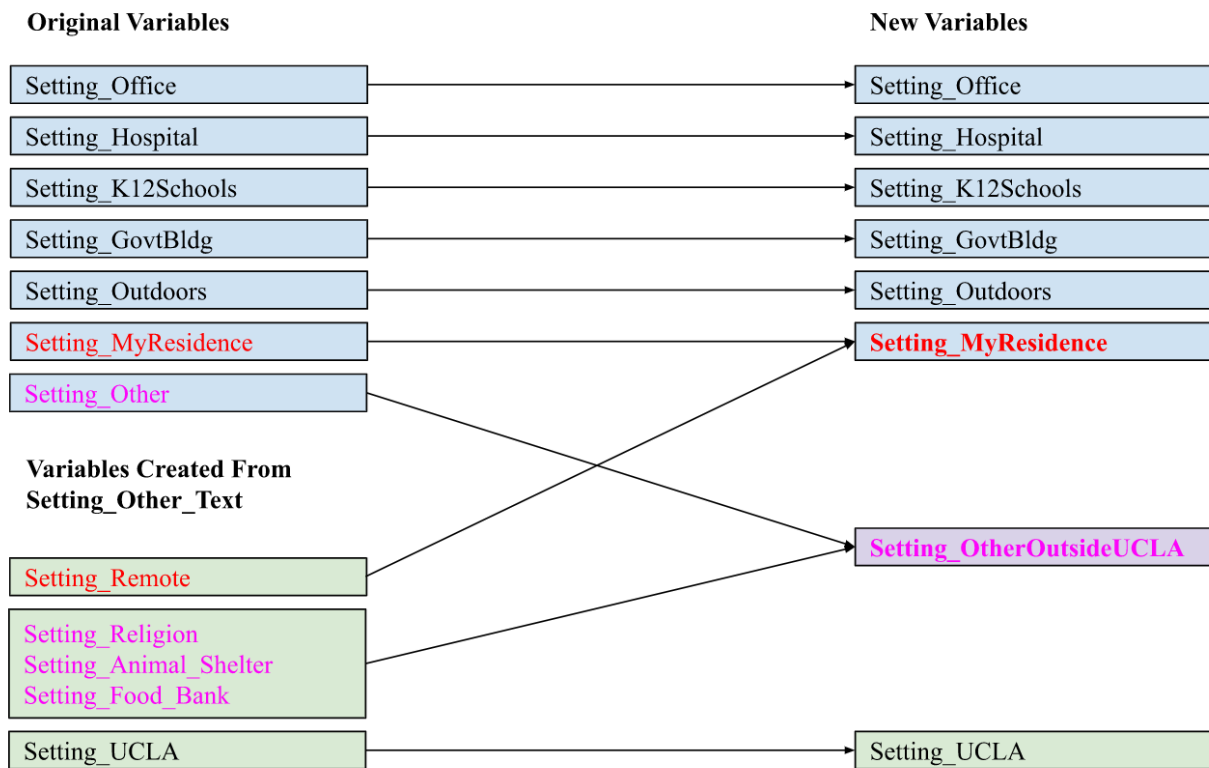 Original Variables
New Variables
Setting_Office
Setting_Office
Setting_Hospital
Setting_Hospital
Setting_K12Schools
Setting_K12Schools
Setting_GovtBldg
Setting_GovtBldg
Setting_Outdoors
Setting_Outdoors
Setting_MyResidence
Setting_MyResidence
Setting_Other
Variables Created From
Setting_Other_Text
Setting_OtherOutsideUCLA
Setting_Remote
Setting_Religion
Setting_Animal_Shelter
Setting_Food_Bank
Setting_UCLA
Setting_UCLA